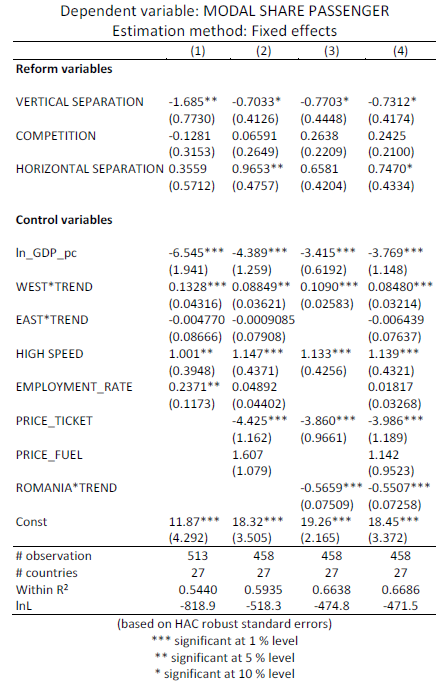 Dependent variable: MODAL SHARE PASSENGER
Estimation method: Fixed effects
(1) (2) (3) (4)
Reform variables
VERTICAL SEPARATION -1.685** -0.7033* -0.7703* -0.7312*
(0.7730) (0.4126) (0.4448) (0.4174)
COMPETITION -0.1281 0.06591 0.2638 0.2425
(0.3153) (0.2649) (0.2209) (0.2100)
HORIZONTAL SEPARATION 0.3559 0.9653** 0.6581 0.7470*
(0.5712) (0.4757) (0.4204) (0.4334)
Control variables
ln_GDP_pc -6.545*** -4.389*** -3.415*** -3.769***
(1.941) (1.259) (0.6192) (1.148)
WEST*TREND 0.1328*** 0.08849** 0.1090*** 0.08480***
(0.04316) (0.03621) (0.02583) (0.03214)
EAST*TREND -0.004770 -0.0009085 -0.006439
(0.08666) (0.07908) (0.07637)
HIGH SPEED 1.001** 1.147*** 1.133*** 1.139***
(0.3948) (0.4371) (0.4256) (0.4321)
EMPLOYMENT_RATE 0.2371** 0.04892 0.01817
(0.1173) (0.04402) (0.03268)
PRICE_TICKET -4.425*** -3.860*** -3.986***
(1.162) (0.9661) (1.189)
PRICE_FUEL 1.607 1.142
(1.079) (0.9523)
ROMANIA*TREND -0.5659*** -0.5507***
(0.07509) (0.07258)
Const 11.87*** 18.32*** 19.26*** 18.45***
(4.292) (3.505) (2.165) (3.372)
# observation 513 458 458 458
# countries 27 27 27 27
Within R² 0.5440 0.5935 0.6638 0.6686
lnL -818.9 -518.3 -474.8 -471.5
(based on HAC robust standard errors)
*** significant at 1 % level
** significant at 5 % level
* significant at 10 % level